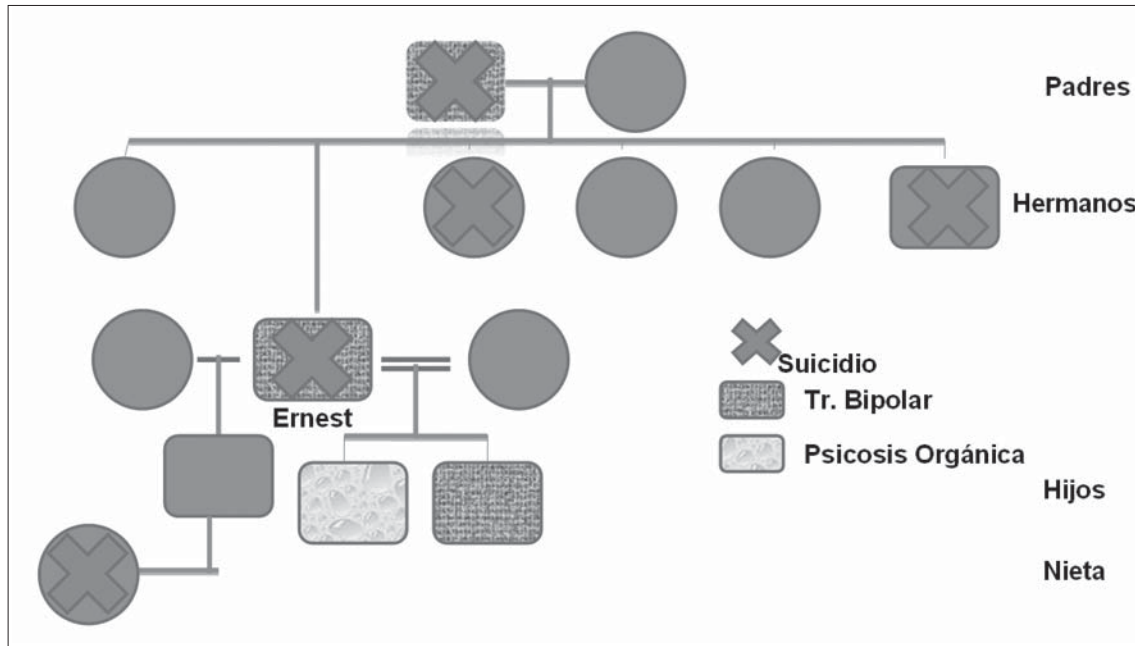 Padres
Hermanos
Ernest
Suicidio
Tr. Bipolar
Psicosis Orgánica
Hijos
Nieta